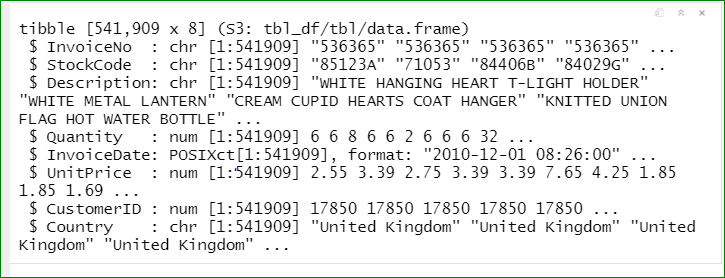 tibble [541,909 x 8] (S3: tbl_df/tbl/data.frame)
$ InvoiceNo  : chr [1:541909] "536365" "536365" "536365" "536365" ...
$ StockCode  : chr [1:541909] "85123A" "71053" "84406B" "84029G" ...
$ Description: chr [1:541909] "WHITE HANGING HEART T-LIGHT HOLDER"
"WHITE METAL LANTERN" "CREAM CUPID HEARTS COAT HANGER" "KNITTED UNION
FLAG HOT WATER BOTTLE" ...
$ Quantity   : num [1:541909] 6 6 8 6 6 2 6 6 6 32 ...
$ InvoiceDate: POSIXct[1:541909], format: "2010-12-01 08:26:00" ...
$ UnitPrice  : num [1:541909] 2.55 3.39 2.75 3.39 3.39 7.65 4.25 1.85
1.85 1.69 ...
$ CustomerID : num [1:541909] 17850 17850 17850 17850 17850 ...
$ Country    : chr [1:541909] "United Kingdom" "United Kingdom" "United
Kingdom" "United Kingdom" ...